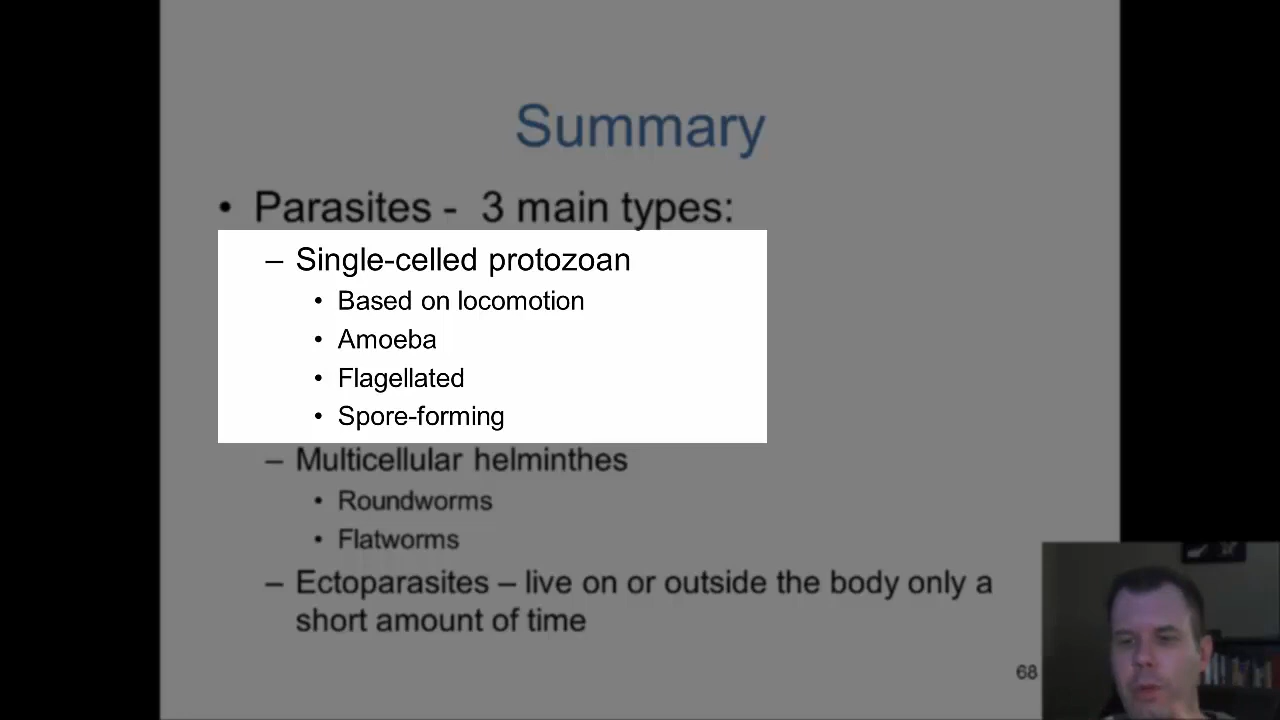 Summary
• Parasites - 3 main types:
– Single-celled protozoan
• Based on locomotion
• Amoeba
• Flagellated
• Spore-forming
– Multicellular helminthes
• Roundworms
• Flatworms
– Ectoparasites – live on or outside the body only a
short amount of time
68